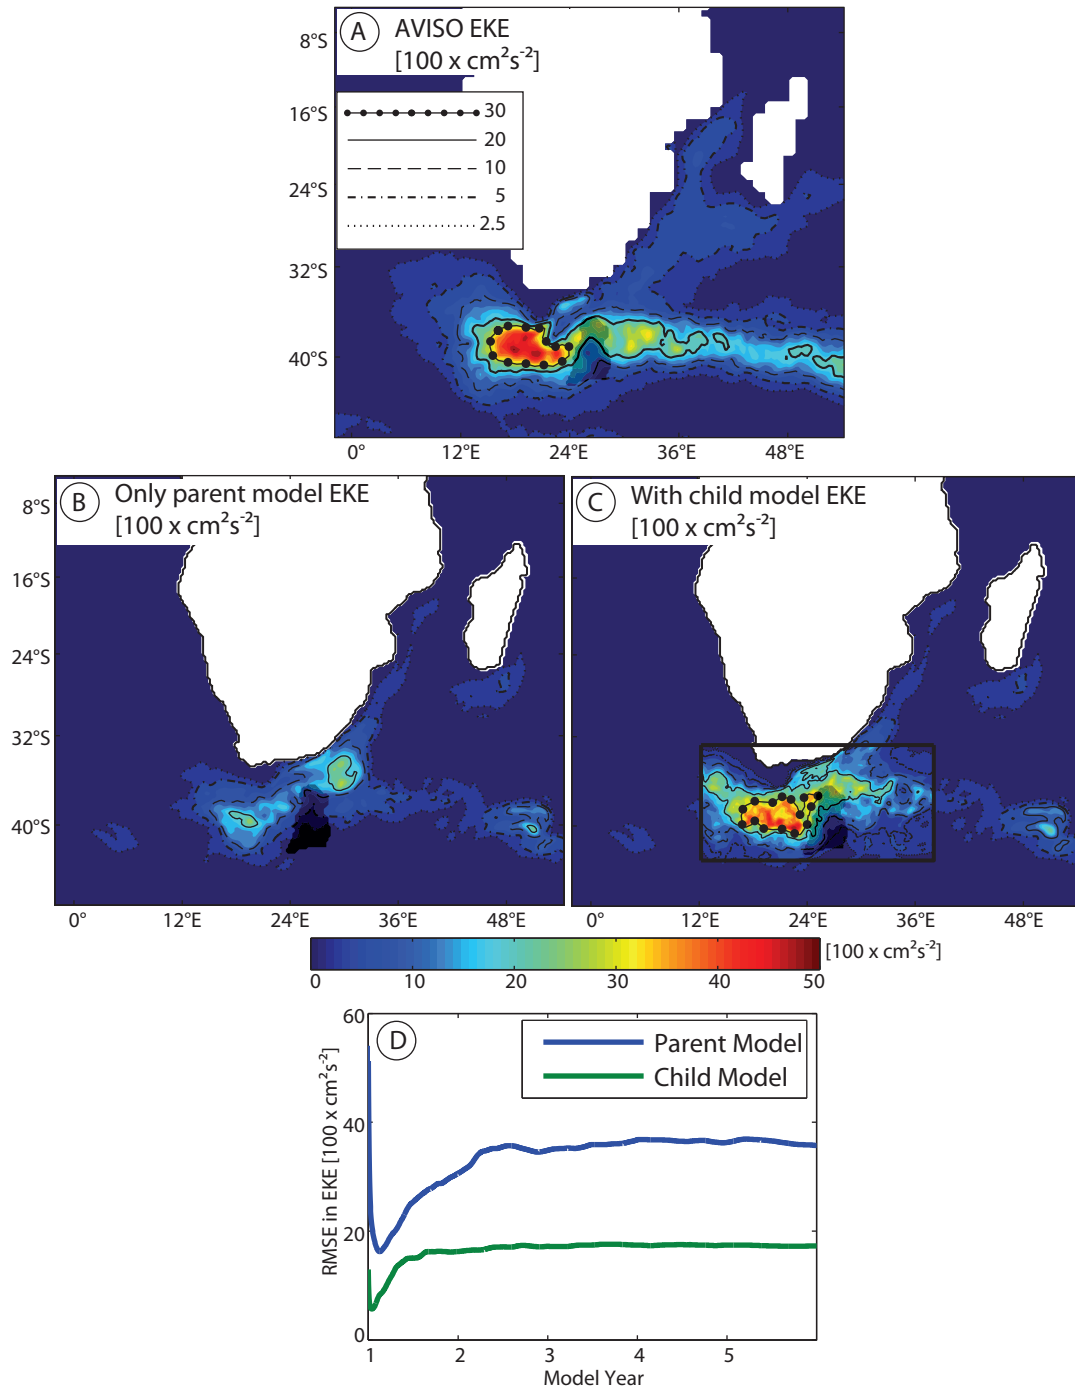 A AVISO EKE
[100 x cm²s⁻²]
30
20
10
5
2.5
8°S
16°S
24°S
32°S
40°S
0° 12°E 24°E 36°E 48°E
B Only parent model EKE
[100 x cm²s⁻²]
8°S
16°S
24°S
32°S
40°S
0° 12°E 24°E 36°E 48°E
C With child model EKE
[100 x cm²s⁻²]
0° 12°E 24°E 36°E 48°E
0 10 20 30 40 50
[100 x cm²s⁻²]
D
Parent Model
Child Model
RMSE in EKE [100 x cm²s⁻²]
60
40
20
0
1 2 3 4 5
Model Year